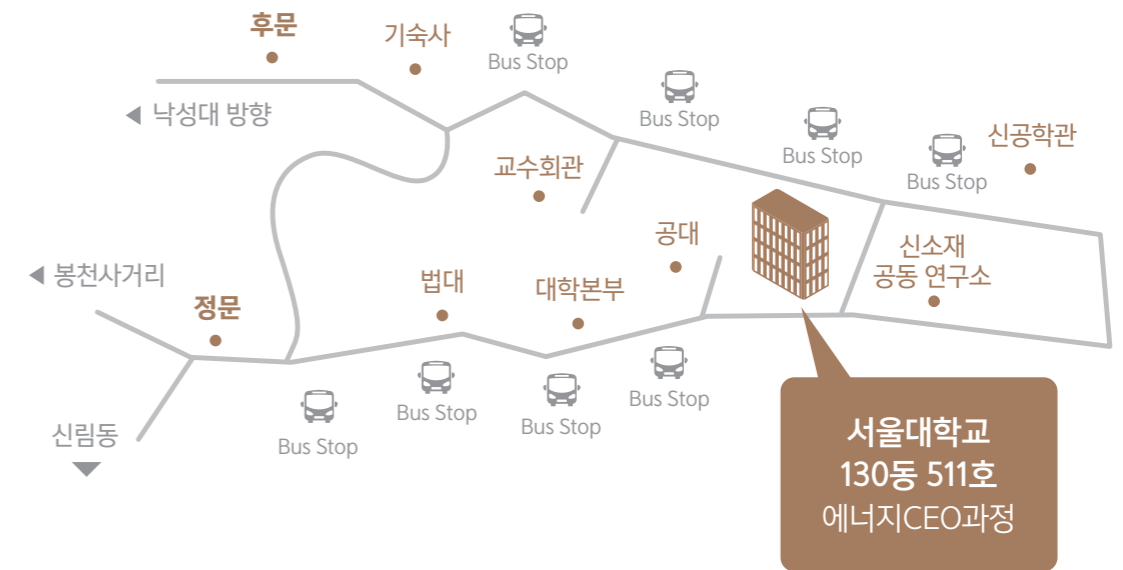 후문
기숙사
Bus Stop
◀ 낙성대 방향
Bus Stop
Bus Stop
신공학관
Bus Stop
교수회관
공대
신소재
공동 연구소
◀ 봉천사거리
정문
법대
대학본부
Bus Stop
Bus Stop
Bus Stop
Bus Stop
신림동
▼
서울대학교
130동 511호
에너지CEO과정